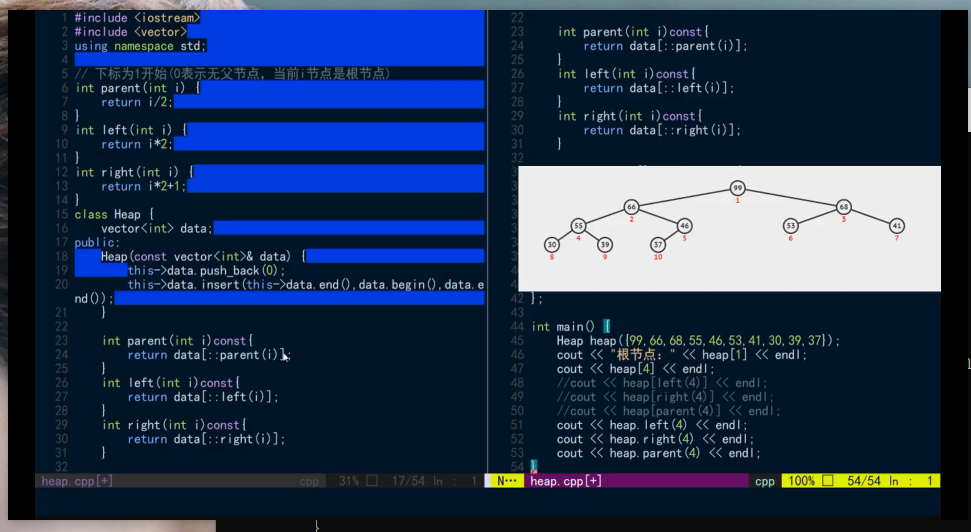 1 #include <iostream>
2 #include <vector>
3 using namespace std;
4
5 // 下标为1开始(0表示无父节点，当前i节点是根节点)
6 int parent(int i) {
7 return i/2;
8 }
9 int left(int i) {
10 return i*2;
11 }
12 int right(int i) {
13 return i*2+1;
14 }
15 class Heap {
16 vector<int> data;
17 public:
18 Heap(const vector<int>& data) {
19 this->data.push_back(0);
20 this->data.insert(this->data.end(),data.begin(),data.e
nd());
21 }
22
23 int parent(int i)const{
24 return data[::parent(i)];
25 }
26 int left(int i)const{
27 return data[::left(i)];
28 }
29 int right(int i)const{
30 return data[::right(i)];
31 }
32
heap.cpp[+] cpp 31% 17/54 ln : 1
22
23 int parent(int i)const{
24 return data[::parent(i)];
25 }
26 int left(int i)const{
27 return data[::left(i)];
28 }
29 int right(int i)const{
30 return data[::right(i)];
31 }
32
99
1
66 68
2 3
55 46 53 41
4 5 6 7
30 39 37
8 9 10
42 };
43
44 int main() {
45 Heap heap({99,66,68,55,46,53,41,30,39,37});
46 cout << "根节点：" << heap[1] << endl;
47 cout << heap[4] << endl;
48 //cout << heap[left(4)] << endl;
49 //cout << heap[right(4)] << endl;
50 //cout << heap[parent(4)] << endl;
51 cout << heap.left(4) << endl;
52 cout << heap.right(4) << endl;
53 cout << heap.parent(4) << endl;
54 }
N… heap.cpp[+] cpp 100% 54/54 ln : 1
}